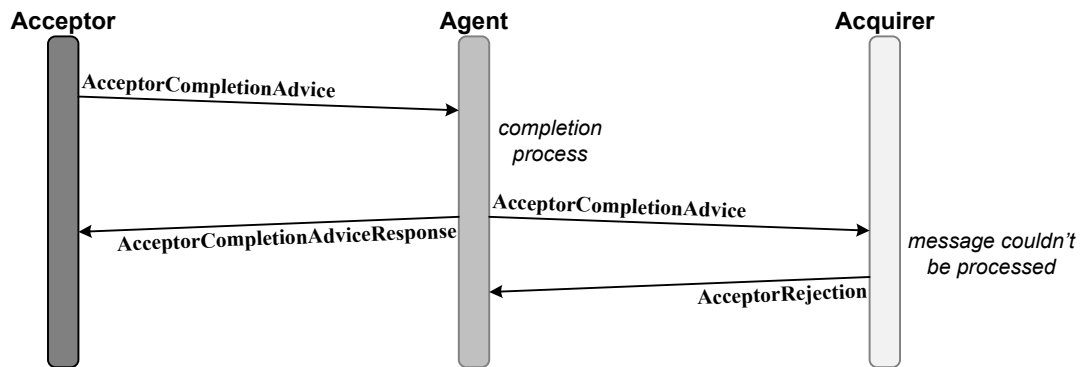 Acceptor
Agent
Acquirer
AcceptorCompletionAdvice
completion
process
AcceptorCompletionAdvice
AcceptorCompletionAdviceResponse
message couldn't
be processed
AcceptorRejection